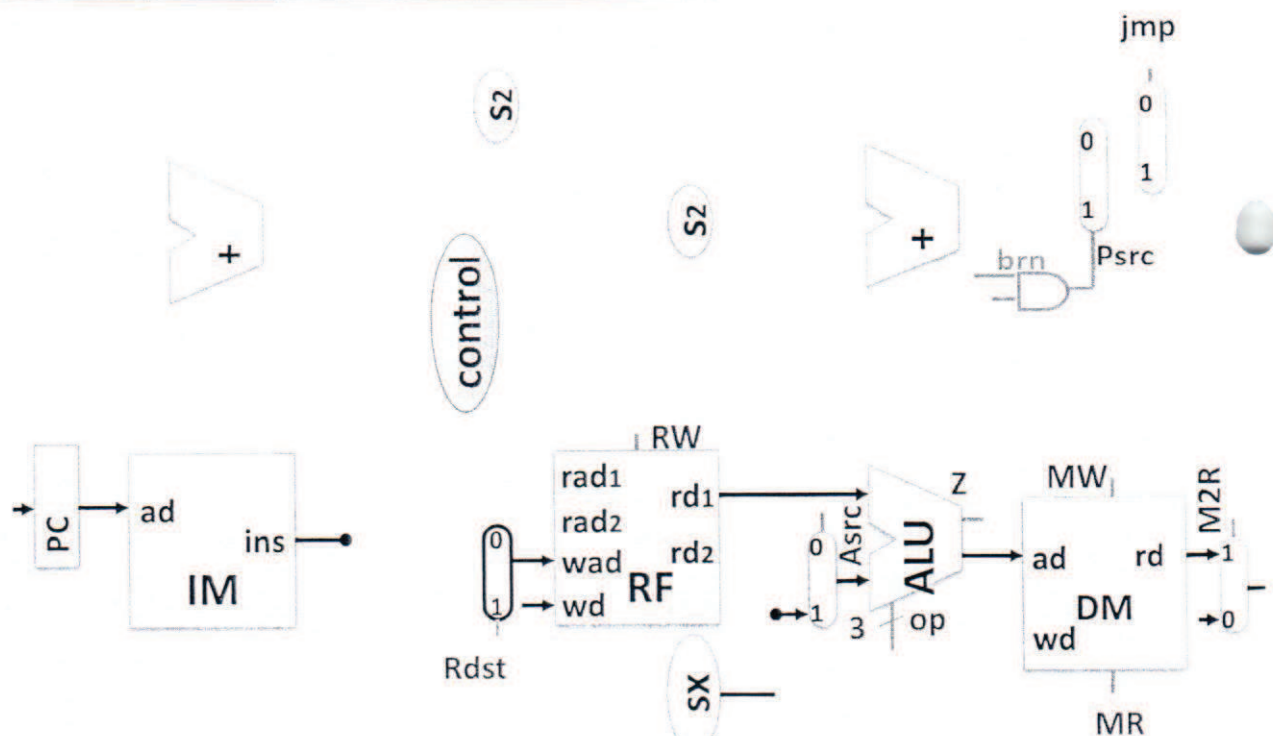 jmp
0
1
0
1
S2
S2
+
+
brn
Psrc
control
PC
ad
ins
IM
RW
rad1
rad2
wad
wd
rd1
rd2
RF
0
1
Rdst
SX
0
1
Asrc
ALU
Z
3
op
MW
ad
rd
DM
wd
MR
M2R
1
0